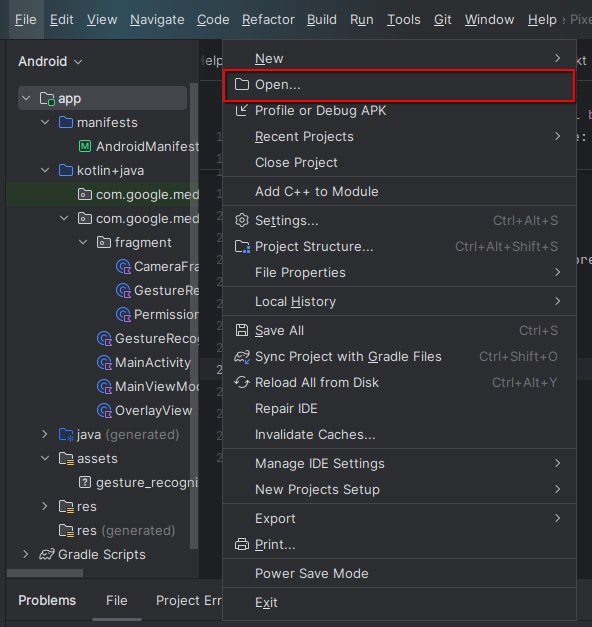 File Edit View Navigate Code Refactor Build Run Tools Git Window Help
Android
app
manifests
AndroidManifest
kotlin+java
com.google.med
com.google.med
fragment
CameraFra
GestureRe
Permission
GestureRecog
MainActivity
MainViewMod
OverlayView
java (generated)
assets
gesture_recogni
res
res (generated)
Gradle Scripts
New
Open...
Profile or Debug APK
Recent Projects
Close Project
Add C++ to Module
Settings... Ctrl+Alt+S
Project Structure... Ctrl+Alt+Shift+S
File Properties
Local History
Save All Ctrl+S
Sync Project with Gradle Files Ctrl+Shift+O
Reload All from Disk Ctrl+Alt+Y
Repair IDE
Invalidate Caches...
Manage IDE Settings
New Projects Setup
Export
Print...
Power Save Mode
Exit
Problems File Project Err